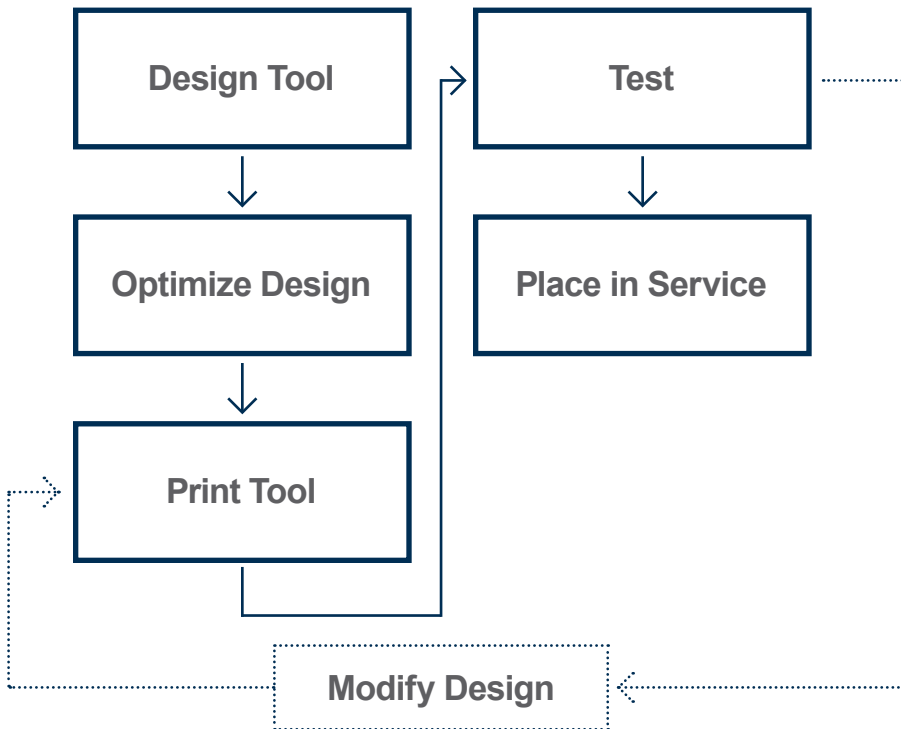 Design Tool
Test
Optimize Design
Place in Service
Print Tool
Modify Design